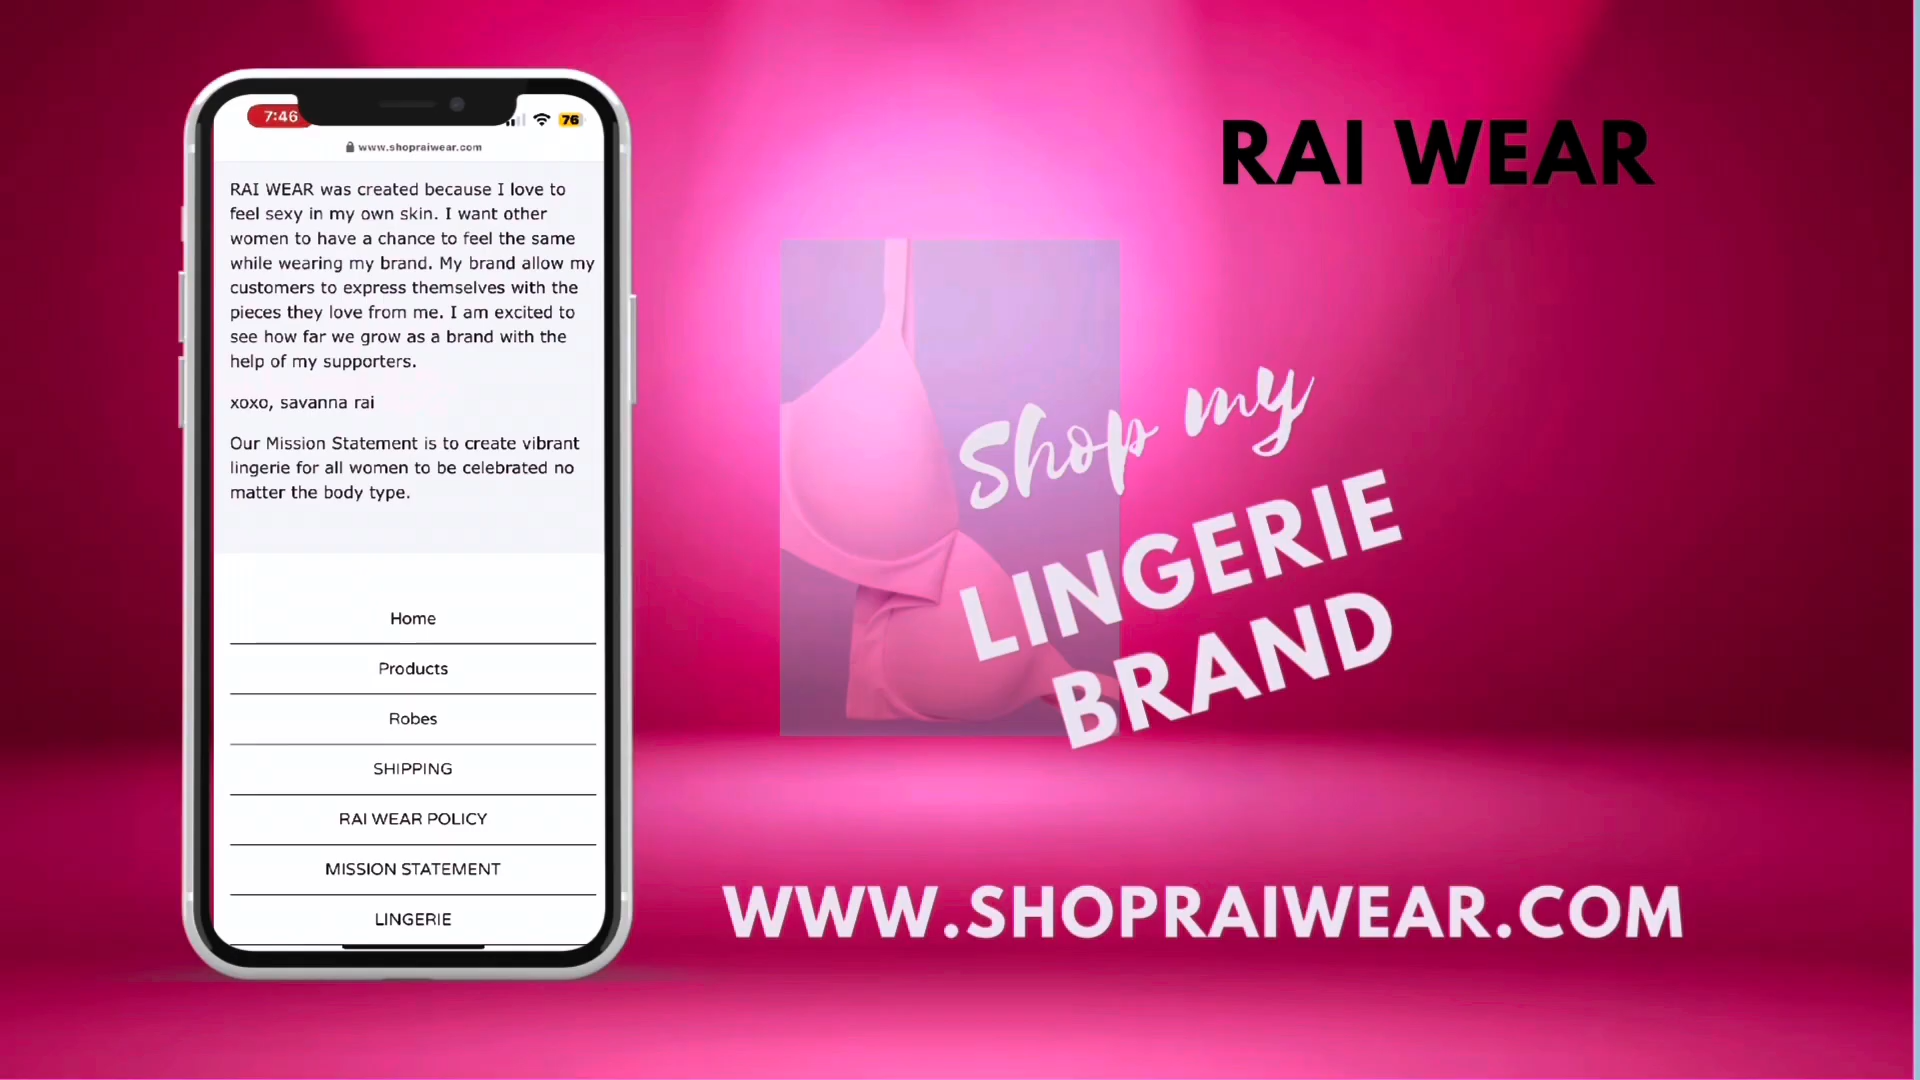 7:46
76
www.shopraiwear.com
RAI WEAR was created because I love to
feel sexy in my own skin. I want other
women to have a chance to feel the same
while wearing my brand. My brand allow my
customers to express themselves with the
pieces they love from me. I am excited to
see how far we grow as a brand with the
help of my supporters.
xoxo, savanna rai
Our Mission Statement is to create vibrant
lingerie for all women to be celebrated no
matter the body type.
Home
Products
Robes
SHIPPING
RAI WEAR POLICY
MISSION STATEMENT
LINGERIE
RAI WEAR
Shop my
LINGERIE
BRAND
WWW.SHOPRAIWEAR.COM